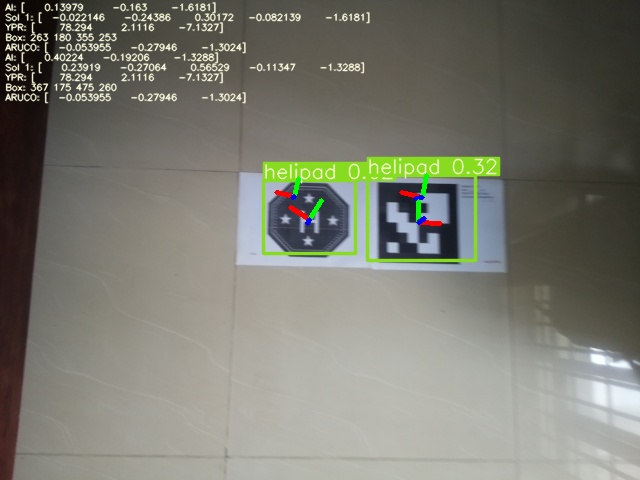 AI: [ 0.13979 -0.163 -1.6181]
Sol 1: [ -0.022146 -0.24386 0.30172 -0.082139 -1.6181]
YPR: [ 78.294 2.1116 -7.1327]
Box: 263 180 355 253
ARUCO: [ -0.053955 -0.27946 -1.3024]
AI: [ 0.40224 -0.19206 -1.3288]
Sol 1: [ 0.23919 -0.27064 0.56529 -0.11347 -1.3288]
YPR: [ 78.294 2.1116 -7.1327]
Box: 367 175 475 260
ARUCO: [ -0.053955 -0.27946 -1.3024]
helipad helipad 0.32
H